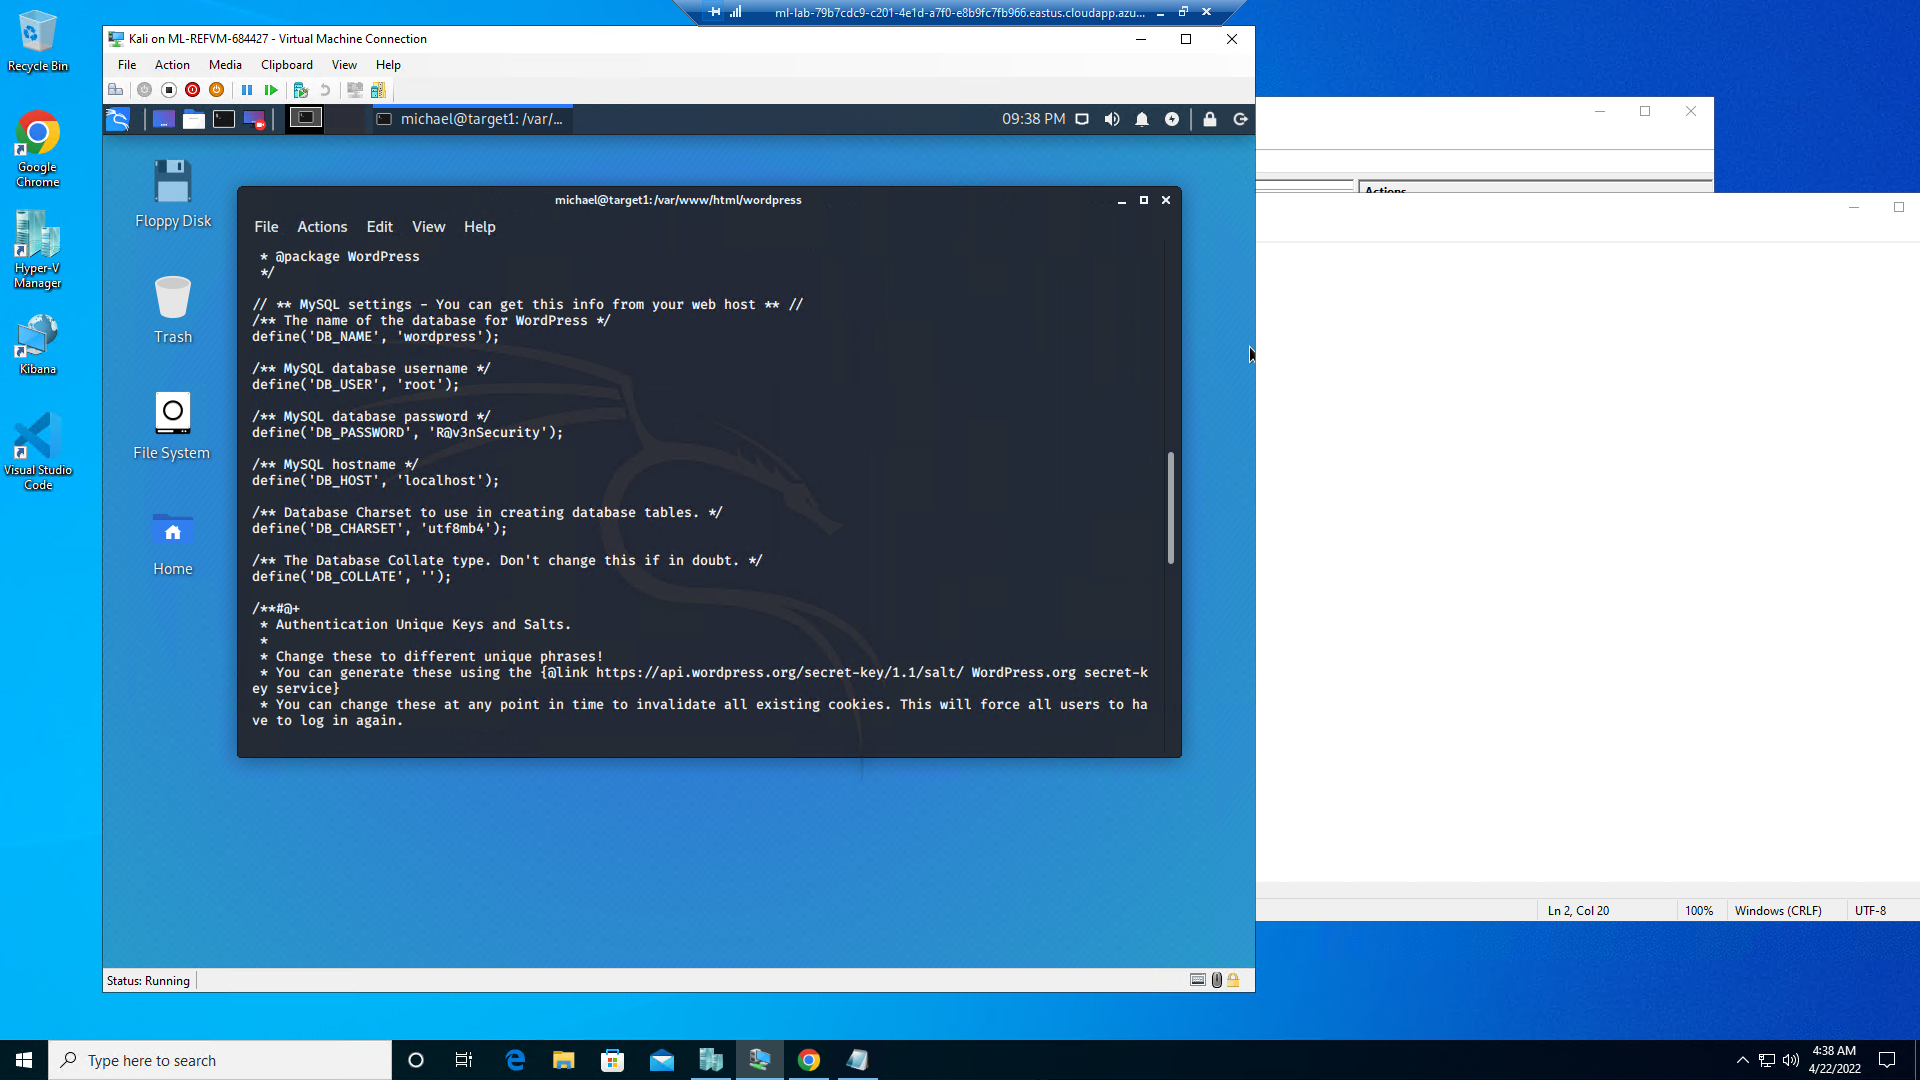 ml-lab-79b7cdc9-c201-4e1d-a7f0-e8b9fc7fb966.eastus.cloudapp.azu...
Recycle Bin
Google Chrome
Hyper-V Manager
Kibana
Visual Studio Code
Kali on ML-REFVM-684427 - Virtual Machine Connection
File Action Media Clipboard View Help
michael@target1: /var/...
09:38 PM
Floppy Disk
Trash
File System
Home
michael@target1:/var/www/html/wordpress
File Actions Edit View Help
 * @package WordPress
 */
// ** MySQL settings - You can get this info from your web host ** //
/** The name of the database for WordPress */
define('DB_NAME', 'wordpress');
/** MySQL database username */
define('DB_USER', 'root');
/** MySQL database password */
define('DB_PASSWORD', 'R@v3nSecurity');
/** MySQL hostname */
define('DB_HOST', 'localhost');
/** Database Charset to use in creating database tables. */
define('DB_CHARSET', 'utf8mb4');
/** The Database Collate type. Don't change this if in doubt. */
define('DB_COLLATE', '');
/**#@+
 * Authentication Unique Keys and Salts.
 *
 * Change these to different unique phrases!
 * You can generate these using the {@link https://api.wordpress.org/secret-key/1.1/salt/ WordPress.org secret-k
ey service}
 * You can change these at any point in time to invalidate all existing cookies. This will force all users to ha
ve to log in again.
Status: Running
Actions
Ln 2, Col 20
100%
Windows (CRLF)
UTF-8
Type here to search
4:38 AM
4/22/2022